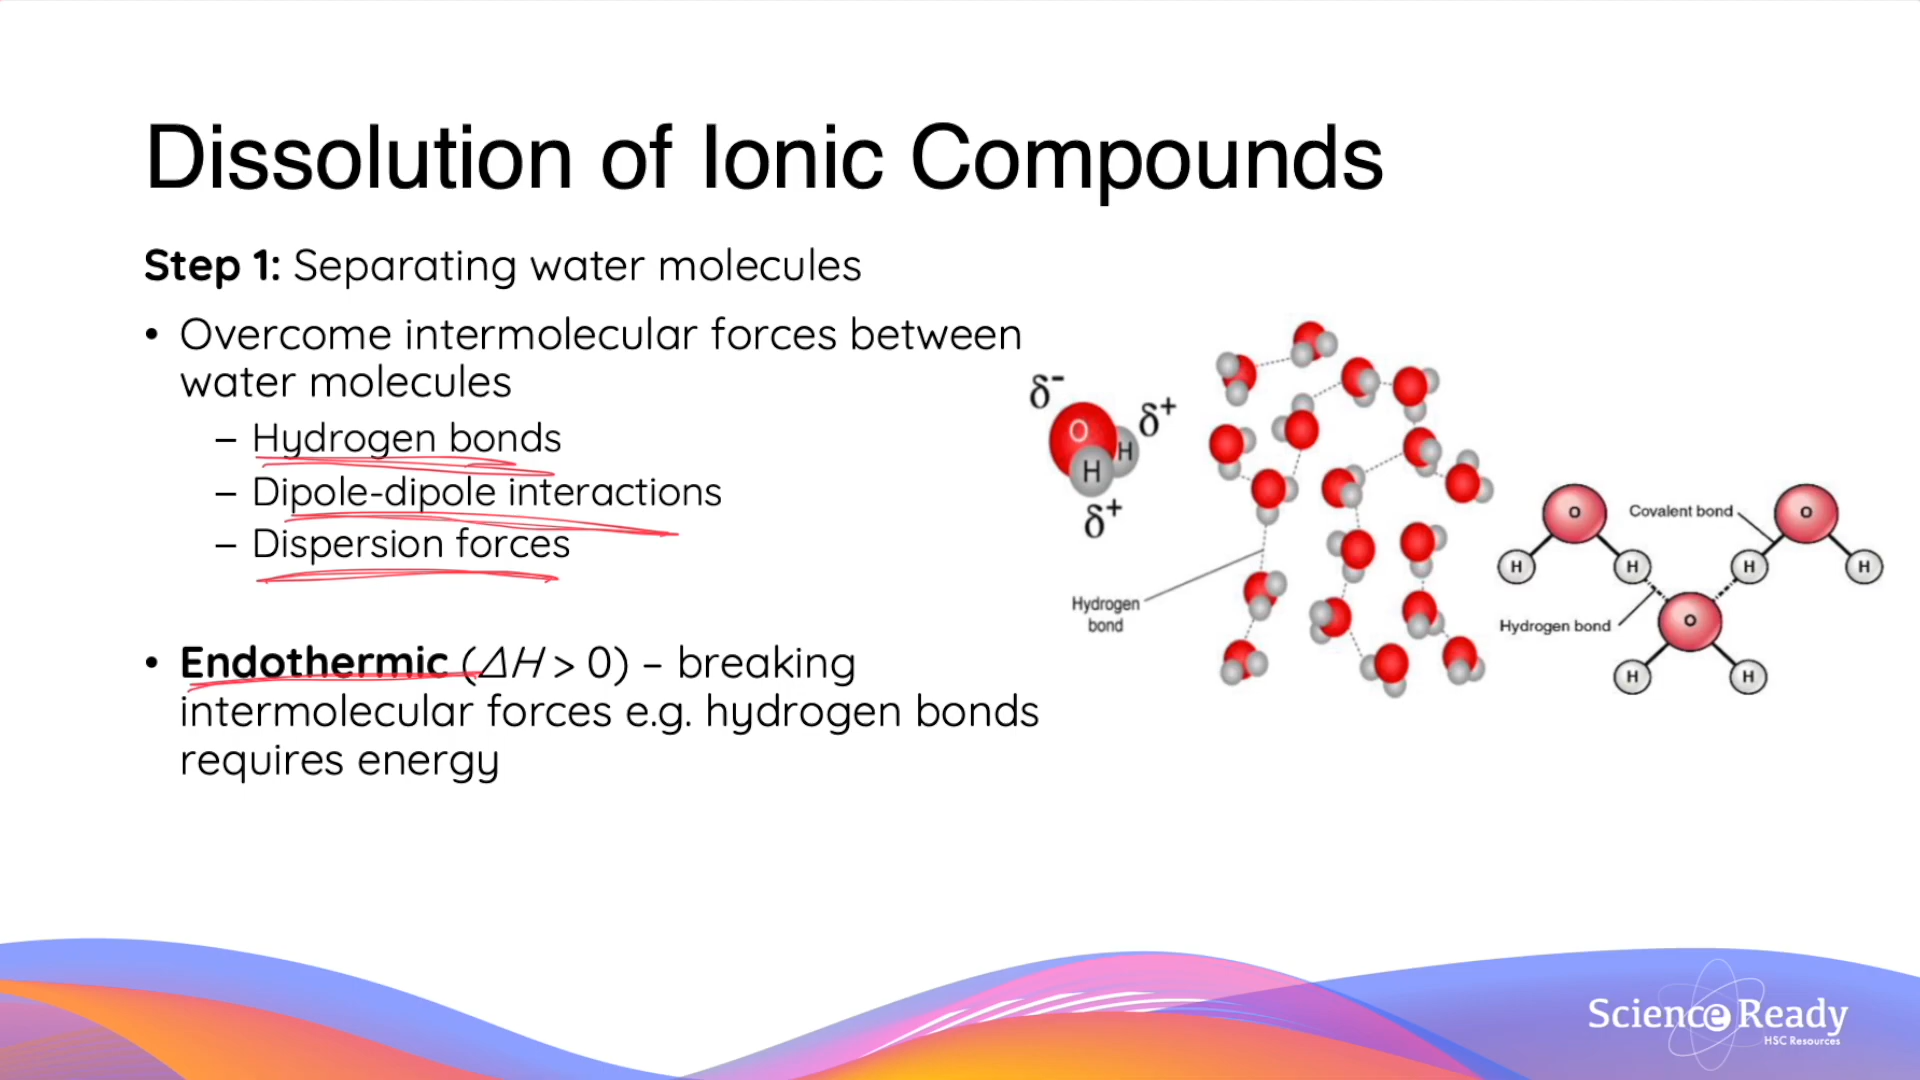 Dissolution of Ionic Compounds
Step 1: Separating water molecules
• Overcome intermolecular forces between
water molecules
– Hydrogen bonds
– Dipole-dipole interactions
– Dispersion forces
• Endothermic (ΔH > 0) – breaking
intermolecular forces e.g. hydrogen bonds
requires energy
δ-
δ+
O
H
H
δ+
Hydrogen
bond
O
Covalent bond
O
H
H
H
H
Hydrogen bond
O
H
H
Science Ready
HSC Resources